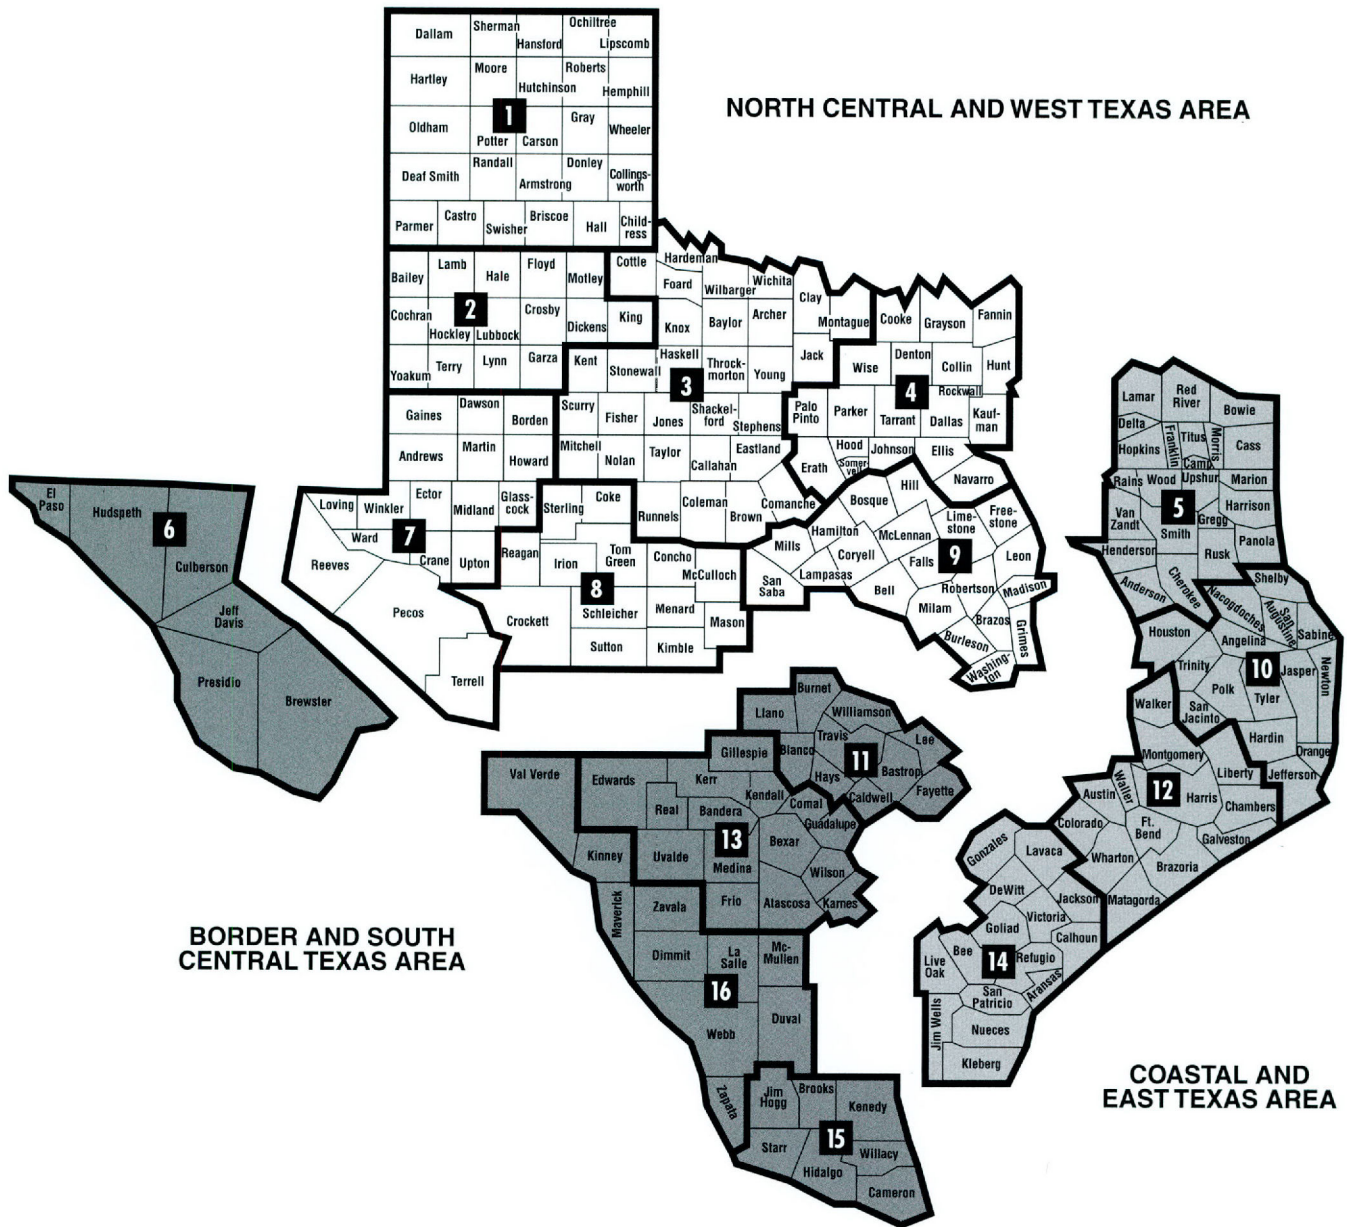 NORTH CENTRAL AND WEST TEXAS AREA
Dallam
Sherman
Hansford
Ochiltree
Lipscomb
Hartley
Moore
Hutchinson
Roberts
Hemphill
1
Oldham
Potter
Carson
Gray
Wheeler
Deaf Smith
Randall
Armstrong
Donley
Collings-
worth
Parmer
Castro
Swisher
Briscoe
Hall
Child-
ress
Bailey
Lamb
Hale
Floyd
Motley
2
Cochran
Hockley
Lubbock
Crosby
Dickens
Yoakum
Terry
Lynn
Garza
Cottle
Hardeman
Foard
Wilbarger
Wichita
Clay
Montague
King
Knox
Baylor
Archer
Jack
Kent
Stonewall
Haskell
3
Throck-
morton
Young
Scurry
Fisher
Jones
Shackel-
ford
Stephens
Mitchell
Nolan
Taylor
Callahan
Eastland
Runnels
Coleman
Brown
Comanche
Cooke
Grayson
Fannin
Wise
Denton
Collin
Hunt
4
Rockwall
Palo
Pinto
Parker
Tarrant
Dallas
Kauf-
man
Erath
Hood
Somer-
vell
Johnson
Ellis
Navarro
Gaines
Dawson
Borden
Andrews
Martin
Howard
Loving
Winkler
Ector
Midland
Glass-
cock
7
Ward
Crane
Upton
Reeves
Pecos
Terrell
Sterling
Coke
Reagan
Irion
Tom
Green
Concho
McCulloch
8
Crockett
Schleicher
Menard
Mason
Sutton
Kimble
Bosque
Hill
Free-
stone
Lime-
stone
Mills
Hamilton
McLennan
Coryell
Falls
9
Leon
San
Saba
Lampasas
Bell
Robertson
Madison
Milam
Brazos
Grimes
Burleson
Washing-
ton
El
Paso
Hudspeth
6
Culberson
Jeff
Davis
Presidio
Brewster
Lamar
Red
River
Bowie
Delta
Hopkins
Franklin
Titus
Morris
Cass
Camp
Rains
Wood
Upshur
Marion
5
Harrison
Van
Zandt
Smith
Gregg
Panola
Henderson
Rusk
Anderson
Cherokee
Shelby
Nacogdoches
San
Augustine
Sabine
Houston
Angelina
Trinity
10
Jasper
Newton
Polk
Tyler
San
Jacinto
Hardin
Orange
Jefferson
Walker
Montgomery
Liberty
12
Austin
Waller
Harris
Chambers
Colorado
Ft.
Bend
Galveston
Wharton
Brazoria
Matagorda
Gonzales
Lavaca
DeWitt
Jackson
Victoria
Goliad
Calhoun
Bee
14
Refugio
Live
Oak
San
Patricio
Aransas
Jim Wells
Nueces
Kleberg
Burnet
Llano
Williamson
Travis
Lee
Blanco
11
Bastrop
Hays
Caldwell
Fayette
Val Verde
Edwards
Gillespie
Kerr
Real
Bandera
Kendall
Comal
Guadalupe
13
Bexar
Kinney
Uvalde
Medina
Wilson
Maverick
Zavala
Frio
Atascosa
Karnes
Dimmit
La
Salle
Mc-
Mullen
16
Webb
Duval
Zapata
Jim
Hogg
Brooks
Kenedy
15
Starr
Hidalgo
Willacy
Cameron
BORDER AND SOUTH
CENTRAL TEXAS AREA
COASTAL AND
EAST TEXAS AREA